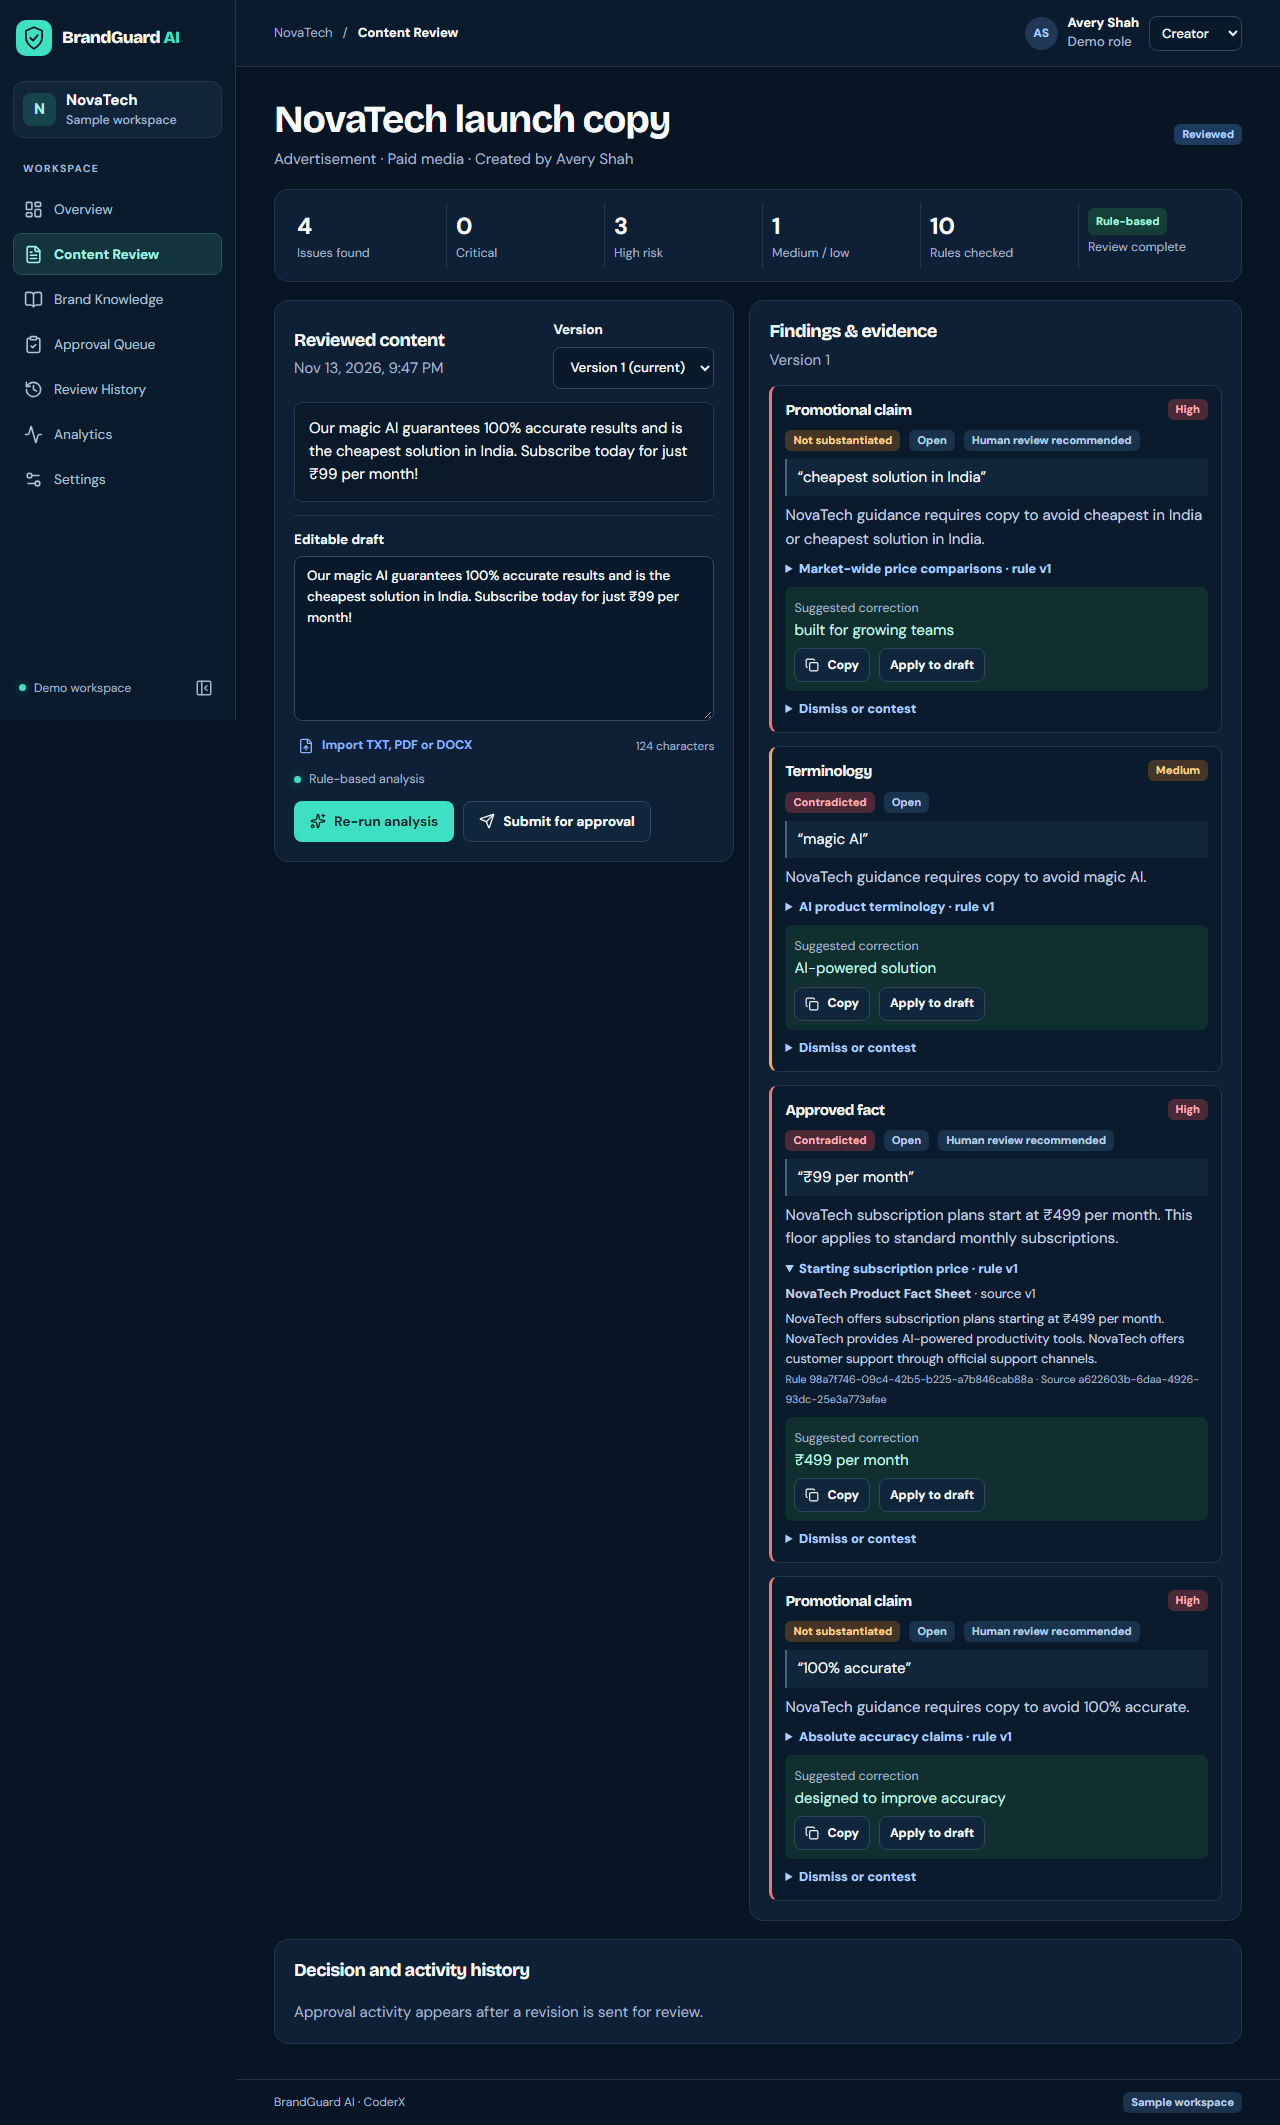 BrandGuard AI
NovaTech / Content Review
AS
Avery Shah
Demo role
Creator
N
NovaTech
Sample workspace
WORKSPACE
Overview
Content Review
Brand Knowledge
Approval Queue
Review History
Analytics
Settings
Demo workspace
NovaTech launch copy
Advertisement · Paid media · Created by Avery Shah
Reviewed
4
Issues found
0
Critical
3
High risk
1
Medium / low
10
Rules checked
Rule-based
Review complete
Reviewed content
Nov 13, 2026, 9:47 PM
Version
Version 1 (current)
Our magic AI guarantees 100% accurate results and is
the cheapest solution in India. Subscribe today for just
₹99 per month!
Editable draft
Our magic AI guarantees 100% accurate results and is the
cheapest solution in India. Subscribe today for just ₹99 per
month!
Import TXT, PDF or DOCX
124 characters
Rule-based analysis
Re-run analysis
Submit for approval
Findings & evidence
Version 1
Promotional claim
High
Not substantiated
Open
Human review recommended
“cheapest solution in India”
NovaTech guidance requires copy to avoid cheapest in India
or cheapest solution in India.
Market-wide price comparisons · rule v1
Suggested correction
built for growing teams
Copy
Apply to draft
Dismiss or contest
Terminology
Medium
Contradicted
Open
“magic AI”
NovaTech guidance requires copy to avoid magic AI.
AI product terminology · rule v1
Suggested correction
AI-powered solution
Copy
Apply to draft
Dismiss or contest
Approved fact
High
Contradicted
Open
Human review recommended
“₹99 per month”
NovaTech subscription plans start at ₹499 per month. This
floor applies to standard monthly subscriptions.
Starting subscription price · rule v1
NovaTech Product Fact Sheet · source v1
NovaTech offers subscription plans starting at ₹499 per month.
NovaTech provides AI-powered productivity tools. NovaTech offers
customer support through official support channels.
Rule 98a7f746-09c4-42b5-b225-a7b846cab88a · Source a622603b-6daa-4926-
93dc-25e3a773afae
Suggested correction
₹499 per month
Copy
Apply to draft
Dismiss or contest
Promotional claim
High
Not substantiated
Open
Human review recommended
“100% accurate”
NovaTech guidance requires copy to avoid 100% accurate.
Absolute accuracy claims · rule v1
Suggested correction
designed to improve accuracy
Copy
Apply to draft
Dismiss or contest
Decision and activity history
Approval activity appears after a revision is sent for review.
BrandGuard AI · CoderX
Sample workspace